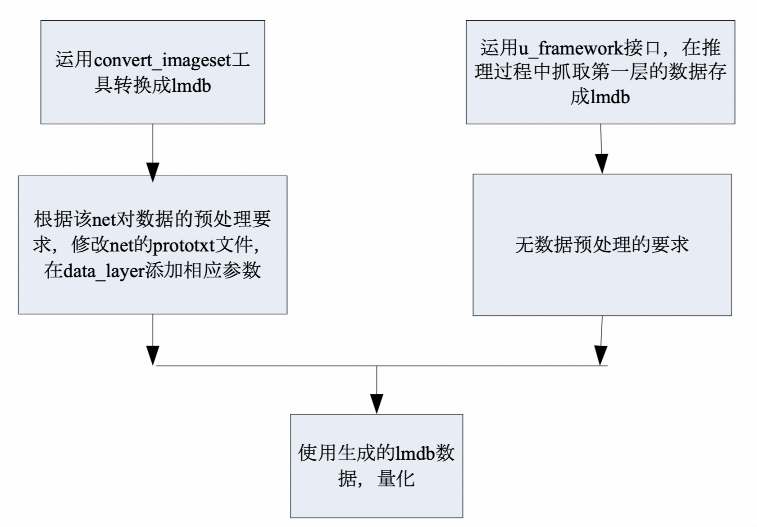 运用convert_imageset工
具转换成lmdb
运用u_framework接口，在推
理过程中抓取第一层的数据存
成lmdb
根据该net对数据的预处理要
求，修改net的prototxt文件，
在data_layer添加相应参数
无数据预处理的要求
使用生成的lmdb数
据，量化